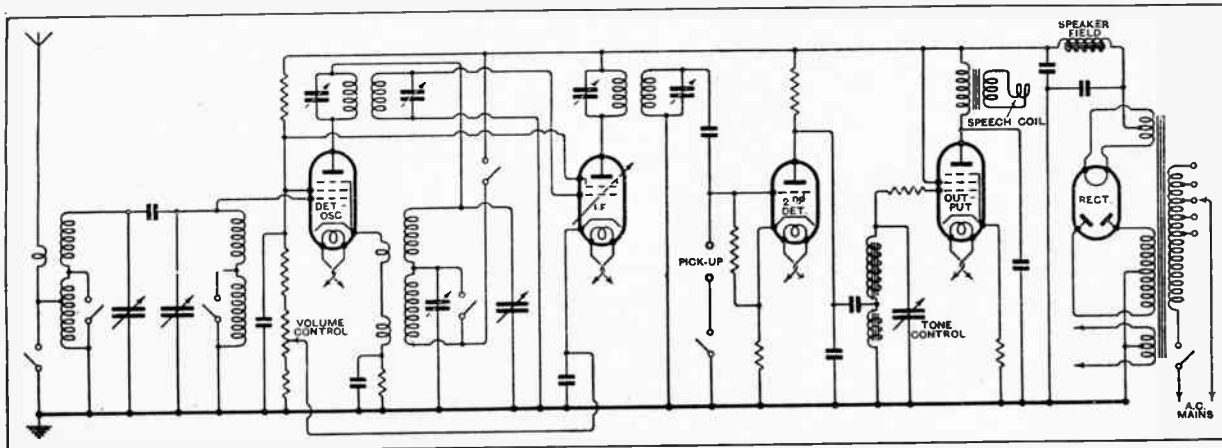 SPEAKER
FIELD
SPEECH COIL
DET.
OSC
I.F
2ND
DET.
OUT
PUT
RECT.
PICK-UP
VOLUME
CONTROL
TONE
CONTROL
A.C.
MAINS